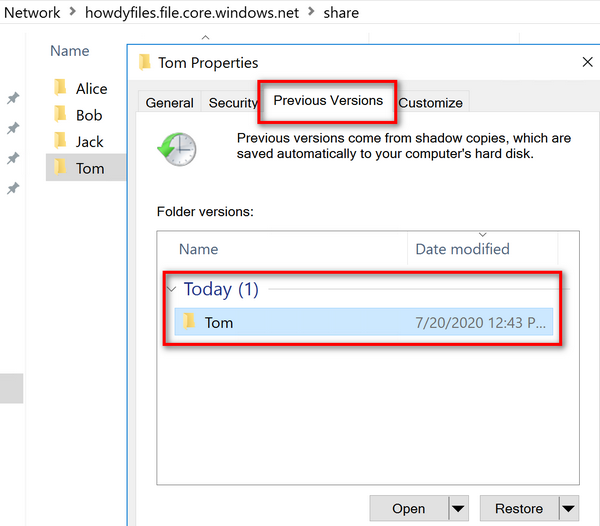 Network > howdyfiles.file.core.windows.net > share
Name
Alice
Bob
Jack
Tom
Tom Properties
General
Security
Previous Versions
Customize
Previous versions come from shadow copies, which are
saved automatically to your computer's hard disk.
Folder versions:
Name
Date modified
Today (1)
Tom
7/20/2020 12:43 P...
Open
Restore